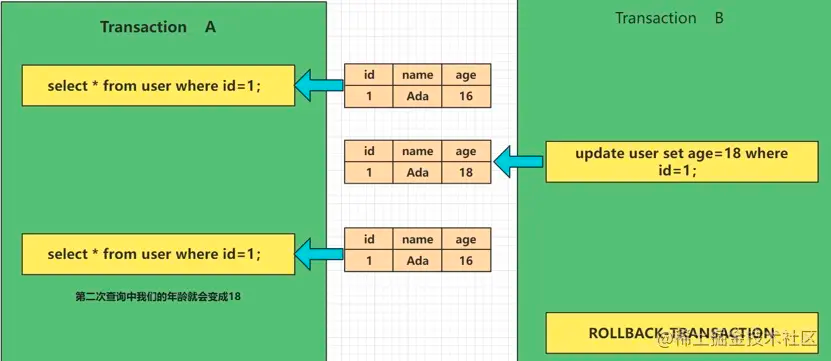 Transaction A
Transaction B
select * from user where id=1;
id name age
1 Ada 16
id name age
1 Ada 18
update user set age=18 where
id=1;
select * from user where id=1;
id name age
1 Ada 16
第二次查询中我们的年龄就会变成18
ROLLBACK-TRANSACTION
@稀土掘金技术社区